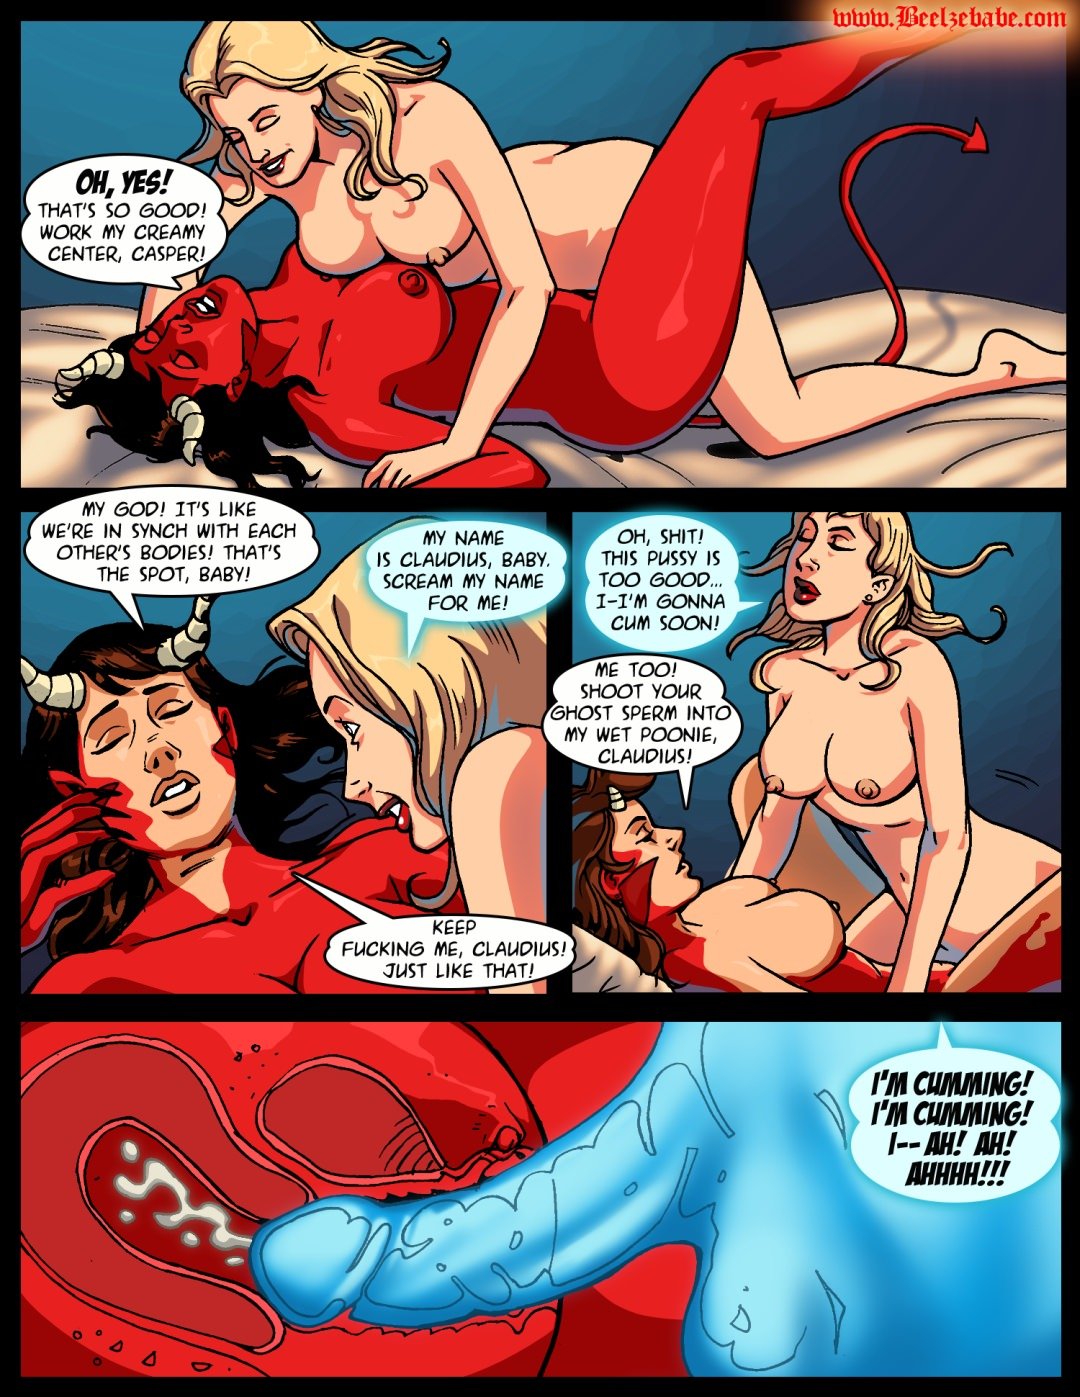 www.Beelzebabe.com
OH, YES!
THAT'S SO GOOD!
WORK MY CREAMY
CENTER, CASPER!
MY GOD! IT'S LIKE
WE'RE IN SYNCH WITH EACH
OTHER'S BODIES! THAT'S
THE SPOT, BABY!
MY NAME
IS CLAUDIUS, BABY.
SCREAM MY NAME
FOR ME!
KEEP
FUCKING ME, CLAUDIUS!
JUST LIKE THAT!
OH, SHIT!
THIS PUSSY IS
TOO GOOD...
I-I'M GONNA
CUM SOON!
ME TOO!
SHOOT YOUR
GHOST SPERM INTO
MY WET POONIE,
CLAUDIUS!
I'M CUMMING!
I'M CUMMING!
I-- AH! AH!
AHHHH!!!